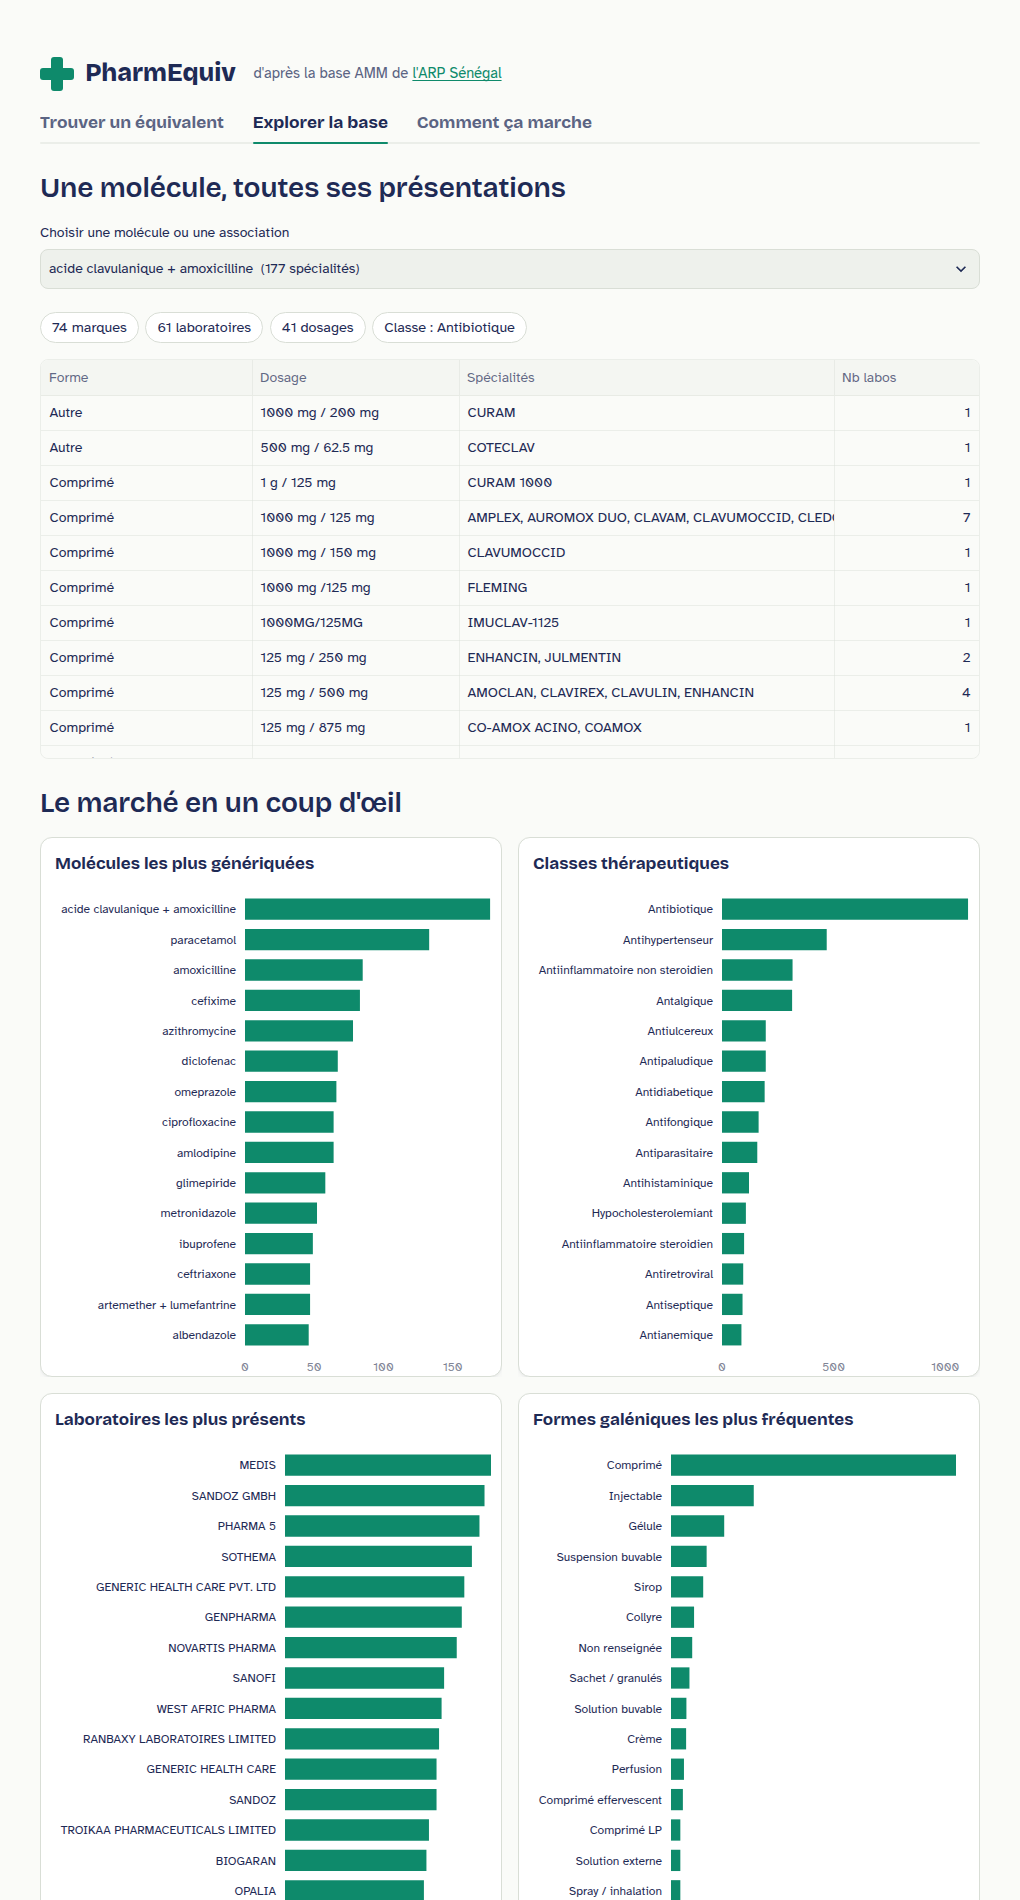 PharmEquiv d'après la base AMM de l'ARP Sénégal
Trouver un équivalent Explorer la base Comment ça marche
Une molécule, toutes ses présentations
Choisir une molécule ou une association
acide clavulanique + amoxicilline (177 spécialités)
74 marques 61 laboratoires 41 dosages Classe : Antibiotique
Forme Dosage Spécialités Nb labos
Autre 1000 mg / 200 mg CURAM 1
Autre 500 mg / 62.5 mg COTECLAV 1
Comprimé 1 g / 125 mg CURAM 1000 1
Comprimé 1000 mg / 125 mg AMPLEX, AUROMOX DUO, CLAVAM, CLAVUMOCCID, 7
Comprimé 1000 mg / 150 mg CLAVUMOCCID 1
Comprimé 1000 mg /125 mg FLEMING 1
Comprimé 1000MG/125MG IMUCLAV-1125 1
Comprimé 125 mg / 250 mg ENHANCIN, JULMENTIN 2
Comprimé 125 mg / 500 mg AMOCLAN, CLAVIREX, CLAVULIN, ENHANCIN 4
Comprimé 125 mg / 875 mg CO-AMOX ACINO, COAMOX 1
Le marché en un coup d'œil
Molécules les plus génériquées
acide clavulanique + amoxicilline
paracetamol
amoxicilline
cefixime
azithromycine
diclofenac
omeprazole
ciprofloxacine
amlodipine
glimepiride
metronidazole
ibuprofene
ceftriaxone
artemether + lumefantrine
albendazole
0 50 100 150
Classes thérapeutiques
Antibiotique
Antihypertenseur
Antiinflammatoire non steroidien
Antalgique
Antiulcereux
Antipaludique
Antidiabetique
Antifongique
Antiparasitaire
Antihistaminique
Hypocholesterolemiant
Antiinflammatoire steroidien
Antiretroviral
Antiseptique
Antianemique
0 500 1000
Laboratoires les plus présents
MEDIS
SANDOZ GMBH
PHARMA 5
SOTHEMA
GENERIC HEALTH CARE PVT. LTD
GENPHARMA
NOVARTIS PHARMA
SANOFI
WEST AFRIC PHARMA
RANBAXY LABORATOIRES LIMITED
GENERIC HEALTH CARE
SANDOZ
TROIKAA PHARMACEUTICALS LIMITED
BIOGARAN
OPALIA
Formes galéniques les plus fréquentes
Comprimé
Injectable
Gélule
Suspension buvable
Sirop
Collyre
Non renseignée
Sachet / granulés
Solution buvable
Crème
Perfusion
Comprimé effervescent
Comprimé LP
Solution externe
Spray / inhalation